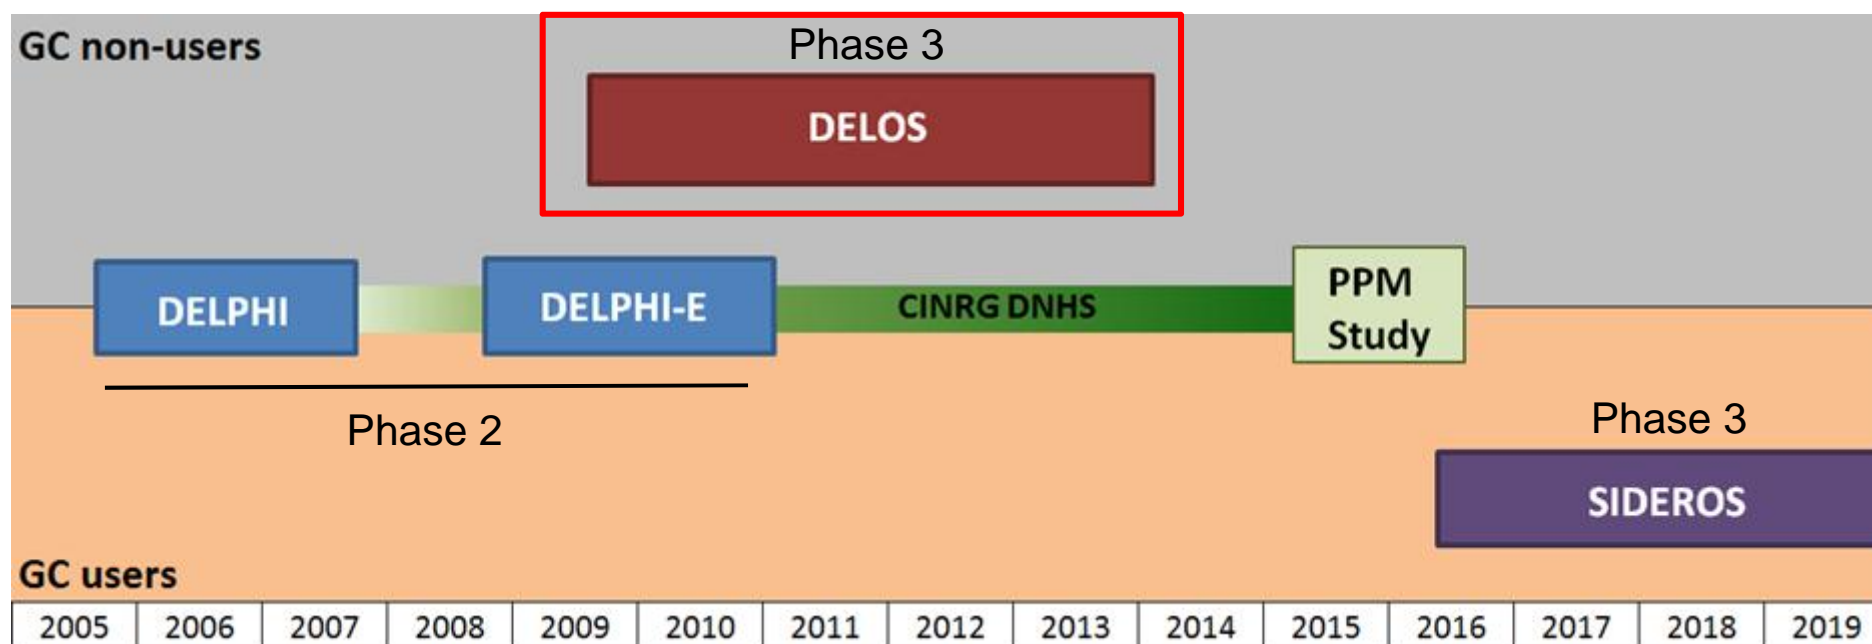 GC non-users
Phase 3
DELOS
DELPHI
DELPHI-E
CINRG DNHS
PPM
Study
Phase 2
Phase 3
SIDEROS
GC users
2005 2006 2007 2008 2009 2010 2011 2012 2013 2014 2015 2016 2017 2018 2019